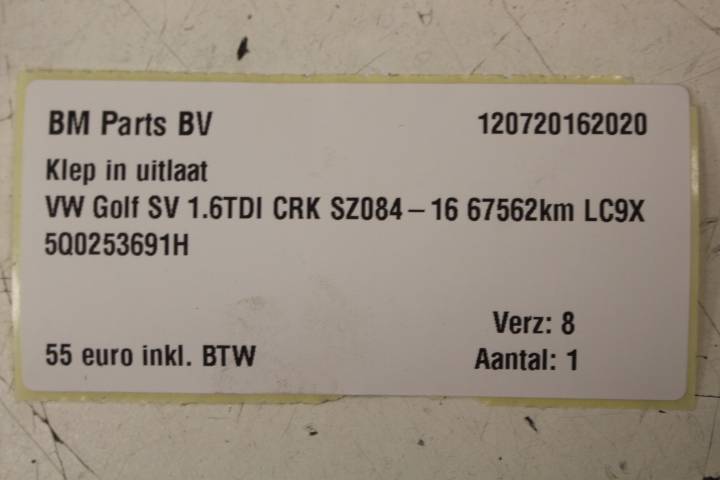 BM Parts BV 120720162020
Klep in uitlaat
VW Golf SV 1.6TDI CRK SZ084 – 16 67562km LC9X
5Q0253691H
Verz: 8
55 euro inkl. BTW Aantal: 1